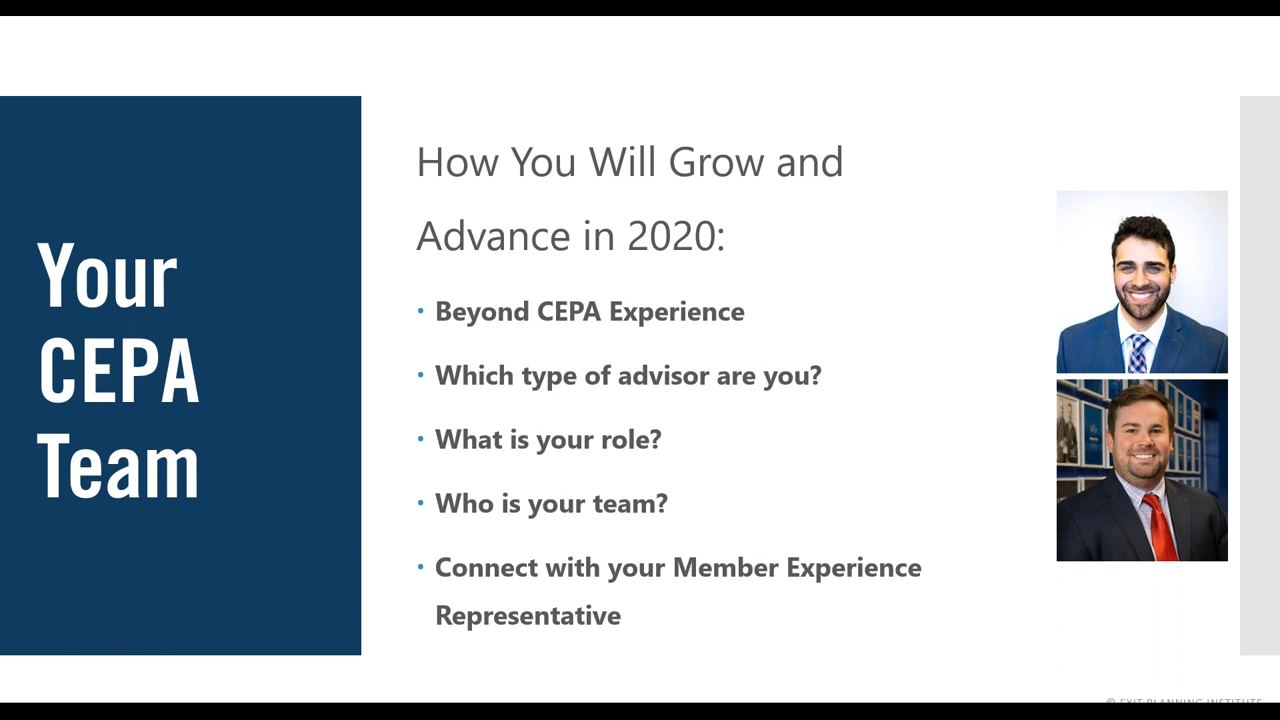 Your
CEPA
Team
How You Will Grow and
Advance in 2020:
• Beyond CEPA Experience
• Which type of advisor are you?
• What is your role?
• Who is your team?
• Connect with your Member Experience
Representative
© EXIT PLANNING INSTITUTE